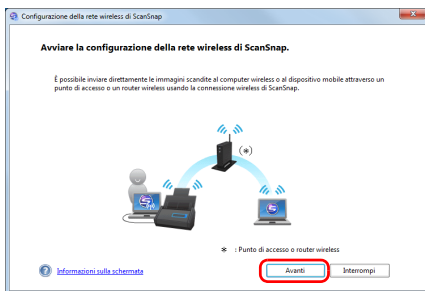 Configurazione della rete wireless di ScanSnap
Avviare la configurazione della rete wireless di ScanSnap.
È possibile inviare direttamente le immagini scandite al computer wireless o al dispositivo mobile attraverso un
punto di accesso o un router wireless usando la connessione wireless di ScanSnap.
(*)
* : Punto di accesso o router wireless
Informazioni sulla schermata
Avanti
Interrompi